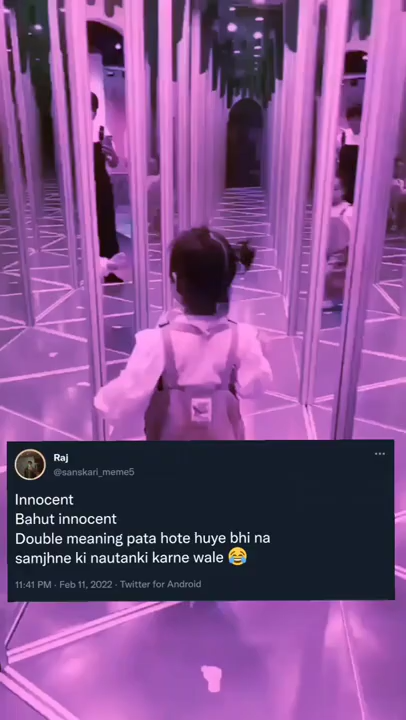 Raj
@sanskari_meme5
Innocent
Bahut innocent
Double meaning pata hote huye bhi na
samjhne ki nautanki karne wale 😂
11:41 PM · Feb 11, 2022 · Twitter for Android